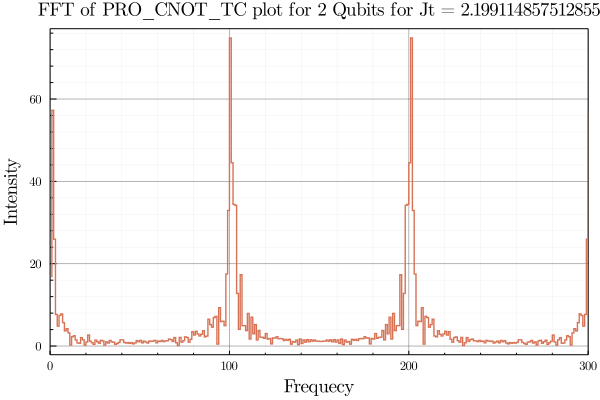 FFT of PRO_CNOT_TC plot for 2 Qubits for Jt = 2.199114857512855
60
40
20
0
Intensity
0 100 200 300
Frequecy